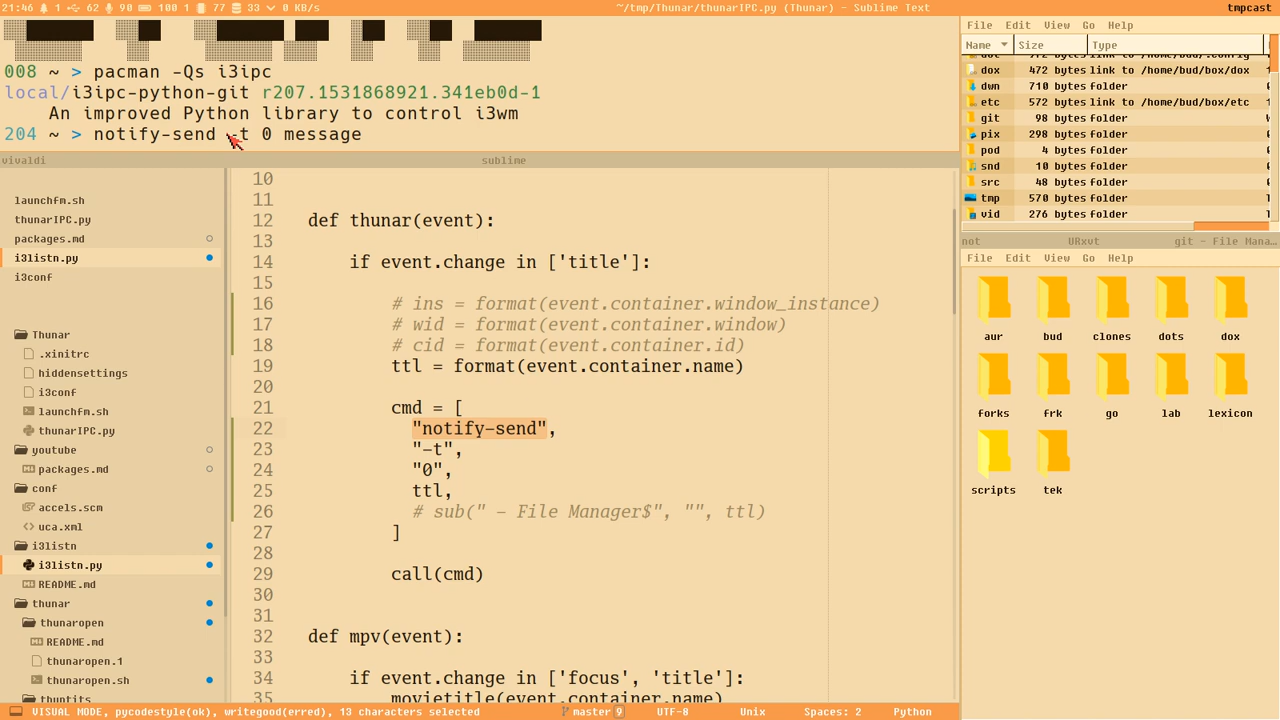 21:46 1 62 90 100 1 77 33 0 KB/s
~/tmp/Thunar/thunarIPC.py (Thunar) - Sublime Text
tmpcast
008 ~ > pacman -Qs i3ipc
local/i3ipc-python-git r207.1531868921.341eb0d-1
An improved Python library to control i3wm
204 ~ > notify-send -t 0 message
vivaldi
sublime
launchfm.sh
thunarIPC.py
packages.md
i3listn.py
i3conf
Thunar
.xinitrc
hiddensettings
i3conf
launchfm.sh
thunarIPC.py
youtube
packages.md
conf
accels.scm
uca.xml
i3listn
i3listn.py
README.md
thunar
thunaropen
README.md
thunaropen.1
thunaropen.sh
thuntits
10
11
12 def thunar(event):
13
14 if event.change in ['title']:
15
16 # ins = format(event.container.window_instance)
17 # wid = format(event.container.window)
18 # cid = format(event.container.id)
19 ttl = format(event.container.name)
20
21 cmd = [
22 "notify-send",
23 "-t",
24 "0",
25 ttl,
26 # sub(" - File Manager$", "", ttl)
27 ]
28
29 call(cmd)
30
31
32 def mpv(event):
33
34 if event.change in ['focus', 'title']:
35 movietitle(event.container.name)
VISUAL MODE, pycodestyle(ok), writegood(erred), 13 characters selected
master 9
UTF-8
Unix
Spaces: 2
Python
File Edit View Go Help
Name Size Type
dox 472 bytes link to /home/bud/box/dox
dwn 710 bytes folder
etc 572 bytes link to /home/bud/box/etc
git 98 bytes folder
pix 298 bytes folder
pod 4 bytes folder
snd 10 bytes folder
src 48 bytes folder
tmp 570 bytes folder
vid 276 bytes folder
not URxvt git - File Mana…
File Edit View Go Help
aur bud clones dots dox
forks frk go lab lexicon
scripts tek